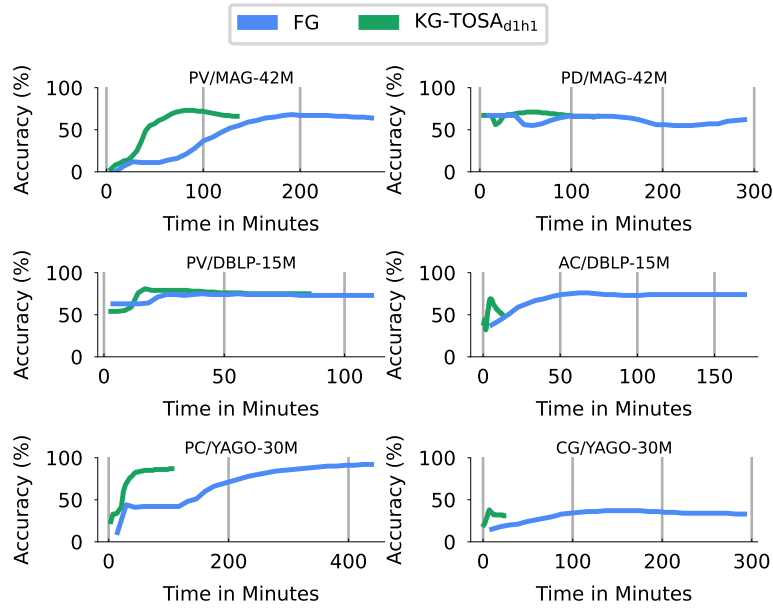 FG KG-TOSA_d1h1
PV/MAG-42M
Accuracy (%)
100
50
0
0 100 200
Time in Minutes
PD/MAG-42M
Accuracy (%)
100
50
0
0 100 200 300
Time in Minutes
PV/DBLP-15M
Accuracy (%)
100
50
0
0 50 100
Time in Minutes
AC/DBLP-15M
Accuracy (%)
100
50
0
0 50 100 150
Time in Minutes
PC/YAGO-30M
Accuracy (%)
100
50
0
0 200 400
Time in Minutes
CG/YAGO-30M
Accuracy (%)
100
50
0
0 100 200 300
Time in Minutes